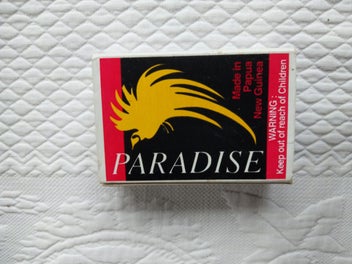 PARADISE
Made in
Papua
New Guinea
WARNING :
Keep out of reach of Children